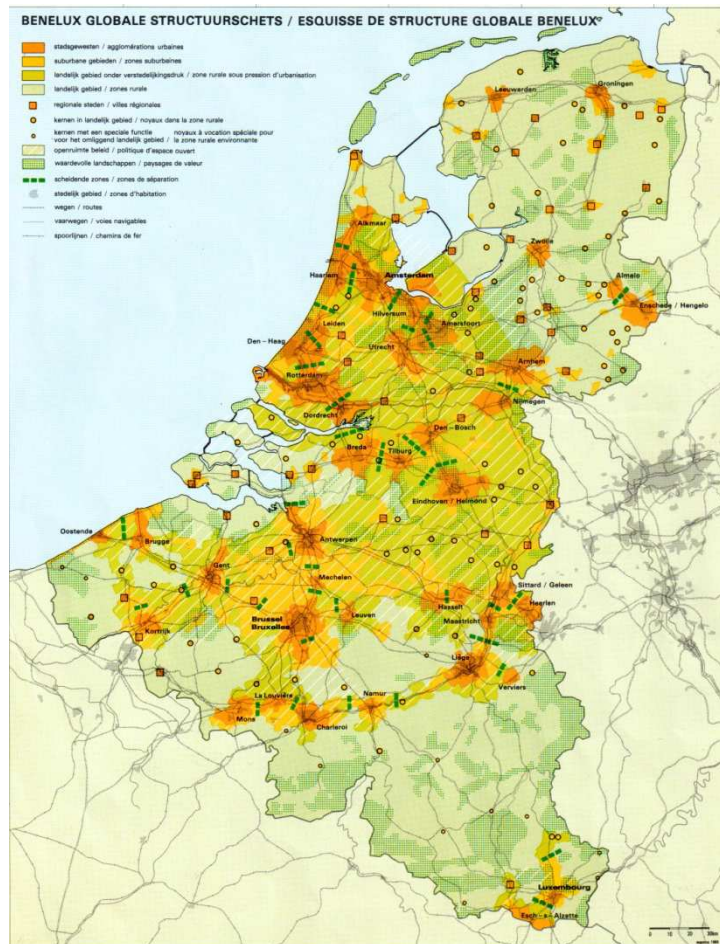 BENELUX GLOBALE STRUCTUURSCHETS / ESQUISSE DE STRUCTURE GLOBALE BENELUX
stadsgewesten / agglomérations urbaines
suburbane gebieden / zones suburbaines
landelijk gebied onder verstedelijkingsdruk / zone rurale sous pression d'urbanisation
landelijk gebied / zones rurale
regionale steden / villes régionales
kernen in landelijk gebied / noyaux dans la zone rurale
kernen met een speciale functie noyaux à vocation spéciale pour
voor het omliggand landelijk gebied / la zone rurale environnante
openruimte beleid / politique d'espace ouvert
waardevolle landschappen / paysages de valeur
scheidende zones / zones de séparation
stedelijk gebied / zones d'habitation
wegen / routes
vaarwegen / voies navigables
spoorlijnen / chemins de fer
Leeuwarden
Groningen
Alkmaar
Zwolle
Haarlem
Amsterdam
Almelo
Enschede / Hengelo
Hilversum
Leiden
Amersfoort
Den-Haag
Utrecht
Arnhem
Rotterdam
Nijmegen
Dordrecht
Den-Bosch
Breda
Tilburg
Eindhoven / Helmond
Oostende
Brugge
Antwerpen
Gent
Mechelen
Sittard / Geleen
Hasselt
Heerlen
Leuven
Maastricht
Brussel
Bruxelles
Kortrijk
Liège
Verviers
La Louvière
Namur
Mons
Charleroi
Luxembourg
Esch-s-Alzette
0 10 20 30km